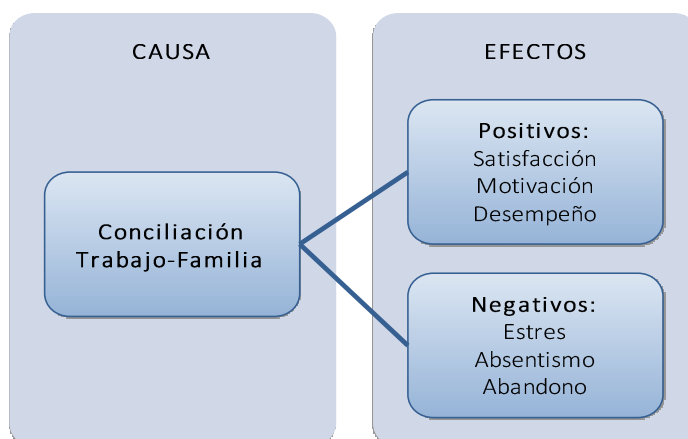 CAUSA
EFECTOS
Conciliación
Trabajo-Familia
Positivos:
Satisfacción
Motivación
Desempeño
Negativos:
Estres
Absentismo
Abandono